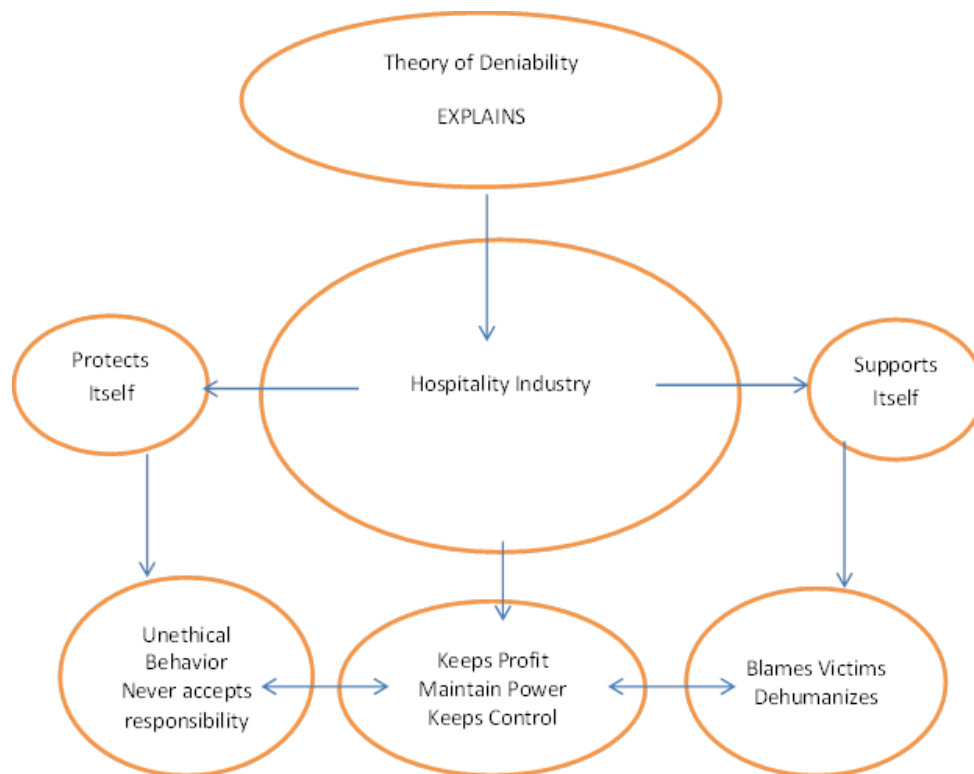 Theory of Deniability
EXPLAINS
Hospitality Industry
Protects
Itself
Supports
Itself
Unethical
Behavior
Never accepts
responsibility
Keeps Profit
Maintain Power
Keeps Control
Blames Victims
Dehumanizes